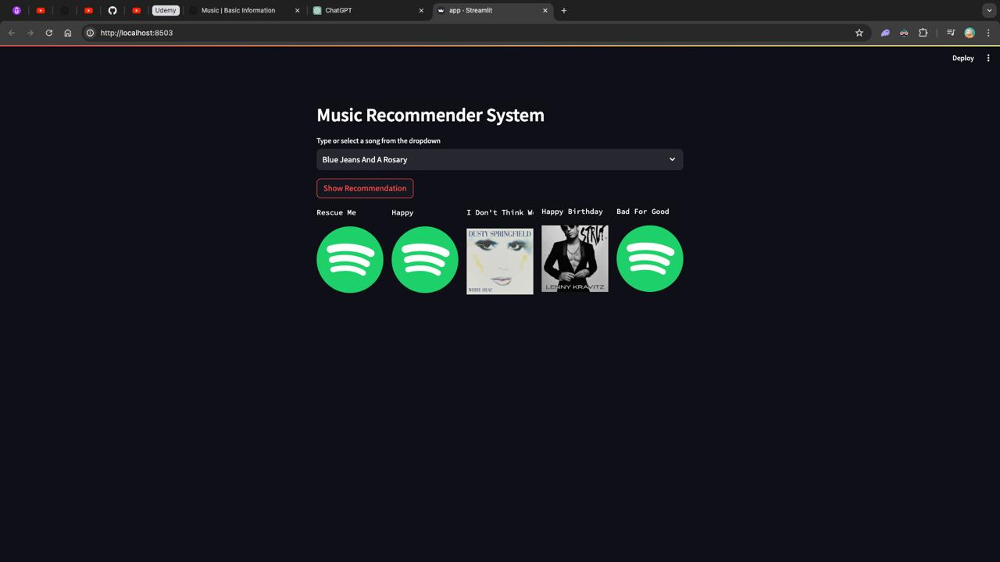 Udemy
Music | Basic Information
ChatGPT
app · Streamlit
http://localhost:8503
Deploy
Music Recommender System
Type or select a song from the dropdown
Blue Jeans And A Rosary
Show Recommendation
Rescue Me
Happy
I Don't Think We
Happy Birthday
Bad For Good
DUSTY SPRINGFIELD
WHITE HEAT
STRUT
LENNY KRAVITZ